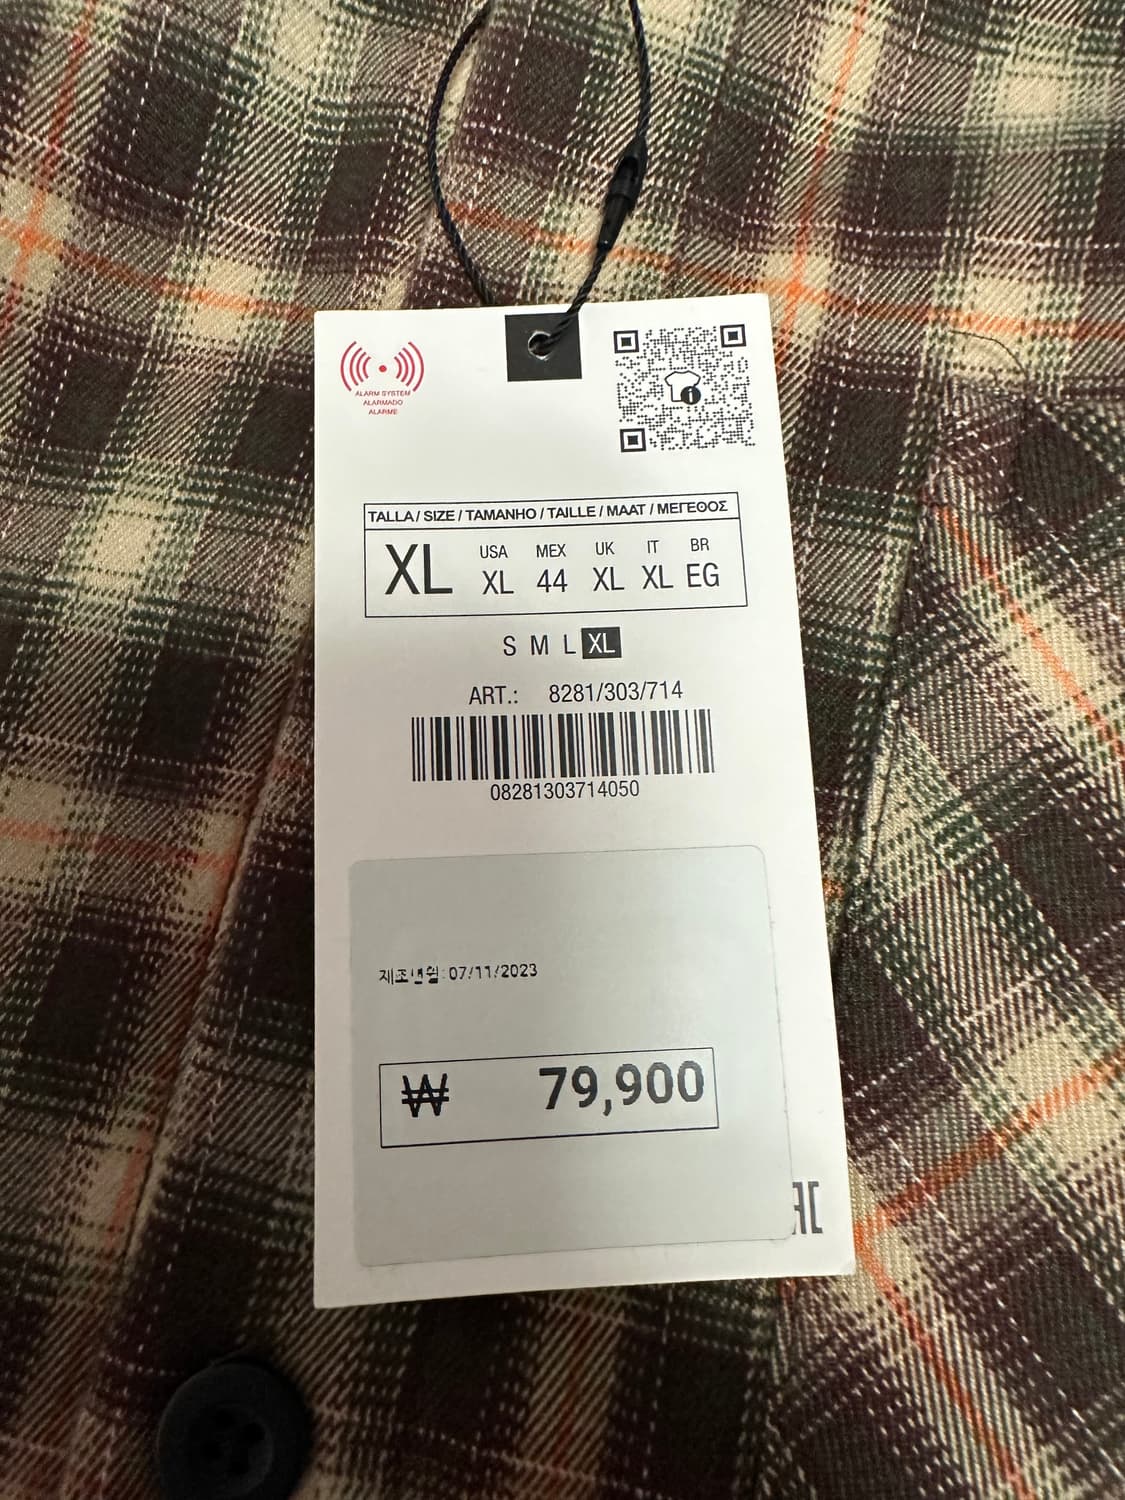 ALARM SYSTEM
ALARMADO
ALARME
TALLA / SIZE / TAMANHO / TAILLE / MAAT / ΜΕΓΕΘΟΣ
XL
USA MEX UK IT BR
XL 44 XL XL EG
S M L XL
ART.: 8281/303/714
08281303714050
제조년월: 07/11/2023
₩ 79,900